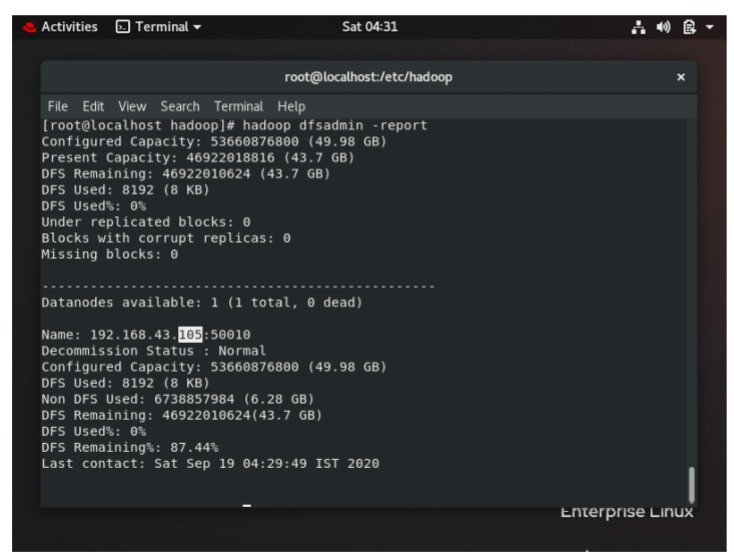 Activities Terminal Sat 04:31
root@localhost:/etc/hadoop
File Edit View Search Terminal Help
[root@localhost hadoop]# hadoop dfsadmin -report
Configured Capacity: 53660876800 (49.98 GB)
Present Capacity: 46922018816 (43.7 GB)
DFS Remaining: 46922010624 (43.7 GB)
DFS Used: 8192 (8 KB)
DFS Used%: 0%
Under replicated blocks: 0
Blocks with corrupt replicas: 0
Missing blocks: 0
-------------------------------------------------
Datanodes available: 1 (1 total, 0 dead)
Name: 192.168.43.105:50010
Decommission Status : Normal
Configured Capacity: 53660876800 (49.98 GB)
DFS Used: 8192 (8 KB)
Non DFS Used: 6738857984 (6.28 GB)
DFS Remaining: 46922010624(43.7 GB)
DFS Used%: 0%
DFS Remaining%: 87.44%
Last contact: Sat Sep 19 04:29:49 IST 2020
Enterprise Linux